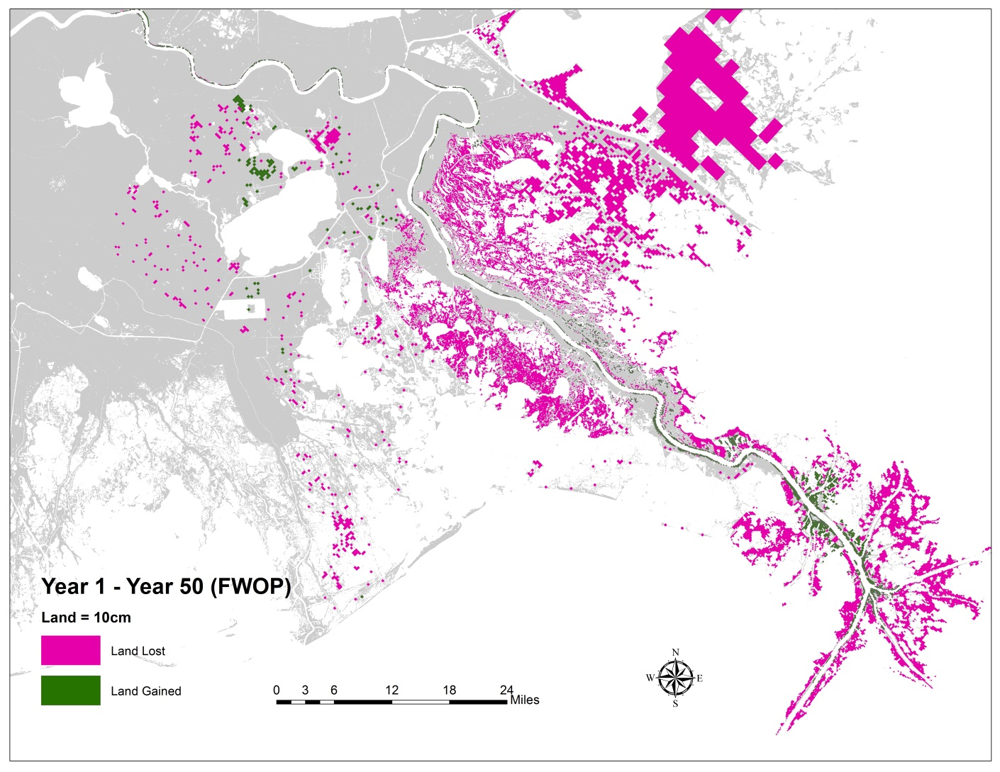 Year 1 - Year 50 (FWOP)
Land = 10cm
Land Lost
Land Gained
0 3 6 12 18 24
Miles
N
W E
S